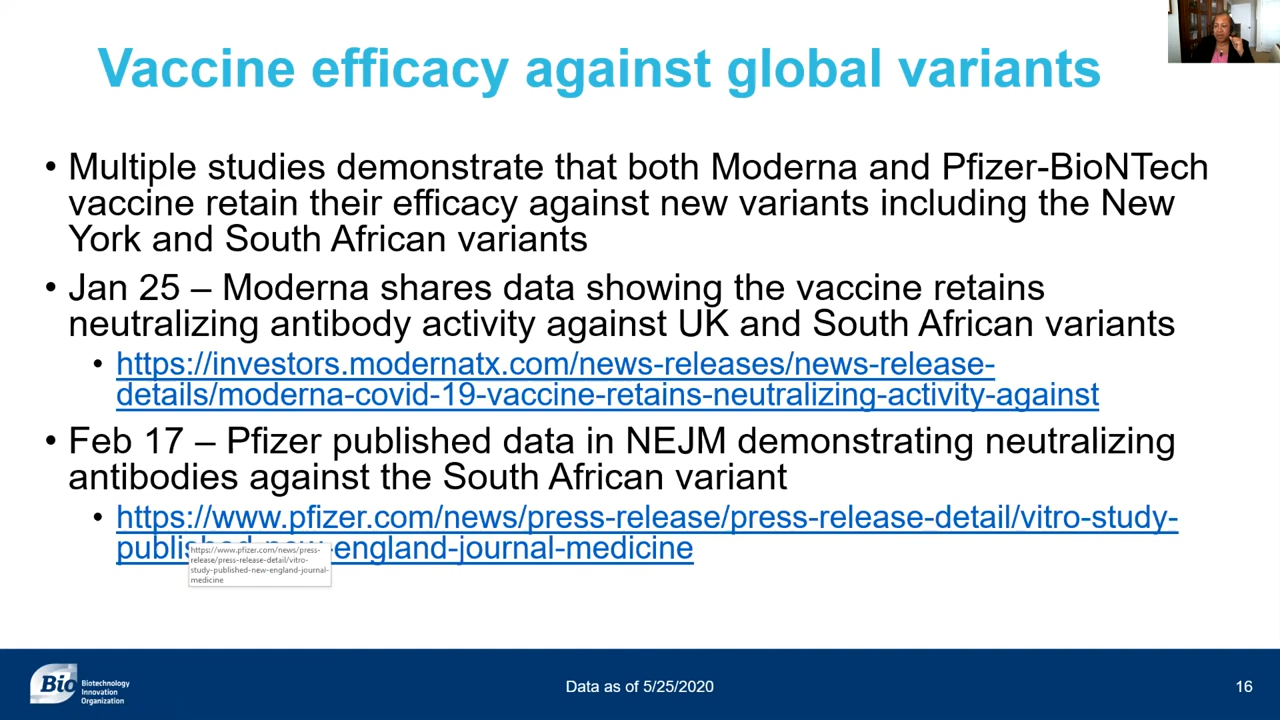 Vaccine efficacy against global variants
• Multiple studies demonstrate that both Moderna and Pfizer-BioNTech
vaccine retain their efficacy against new variants including the New
York and South African variants
• Jan 25 – Moderna shares data showing the vaccine retains
neutralizing antibody activity against UK and South African variants
• https://investors.modernatx.com/news-releases/news-release-
details/moderna-covid-19-vaccine-retains-neutralizing-activity-against
• Feb 17 – Pfizer published data in NEJM demonstrating neutralizing
antibodies against the South African variant
• https://www.pfizer.com/news/press-release/press-release-detail/vitro-study-
published-new-england-journal-medicine
https://www.pfizer.com/news/press-
release/press-release-detail/vitro-
study-published-new-england-journal-
medicine
Bio
Biotechnology
Innovation
Organization
Data as of 5/25/2020
16